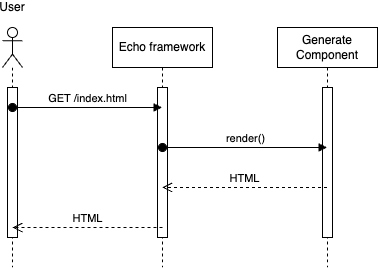 User
Echo framework
Generate
Component
GET /index.html
render()
HTML
HTML